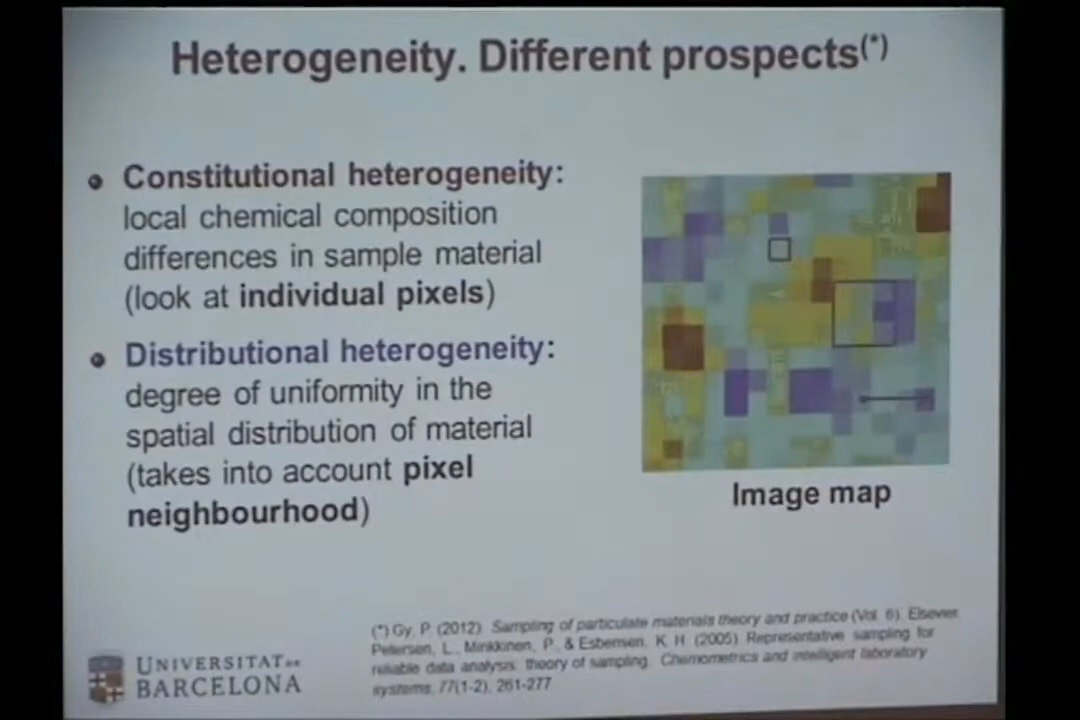 Heterogeneity. Different prospects(*)
Constitutional heterogeneity:
local chemical composition
differences in sample material
(look at individual pixels)
Distributional heterogeneity:
degree of uniformity in the
spatial distribution of material
(takes into account pixel
neighbourhood)
Image map
(*) Gy, P. (2012). Sampling of particulate materials theory and practice (Vol. 6). Elsevier.
Petersen, L., Minkkinen, P., & Esbensen, K. H. (2005). Representative sampling for
reliable data analysis: theory of sampling. Chemometrics and intelligent laboratory
systems, 77(1-2), 261-277
UNIVERSITAT DE
BARCELONA